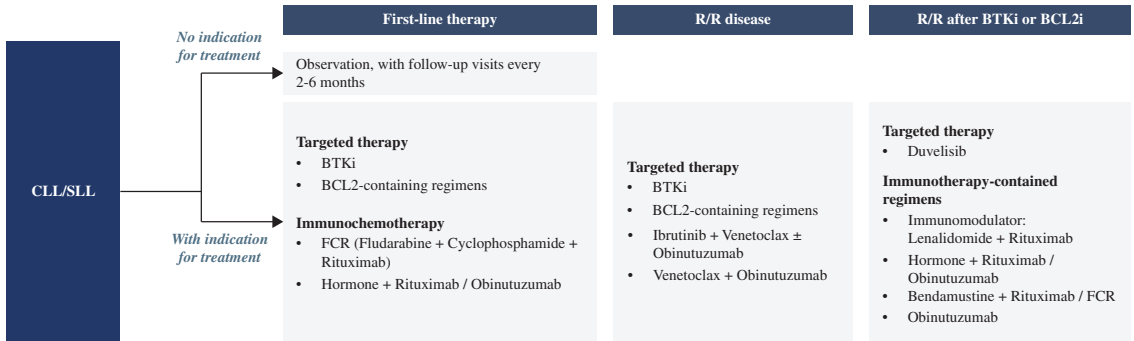 First-line therapy
R/R disease
R/R after BTKi or BCL2i
CLL/SLL
No indication
for treatment
With indication
for treatment
Observation, with follow-up visits every
2-6 months
Targeted therapy
• BTKi
• BCL2-containing regimens
Immunochemotherapy
• FCR (Fludarabine + Cyclophosphamide +
Rituximab)
• Hormone + Rituximab / Obinutuzumab
Targeted therapy
• BTKi
• BCL2-containing regimens
• Ibrutinib + Venetoclax ±
Obinutuzumab
• Venetoclax + Obinutuzumab
Targeted therapy
• Duvelisib
Immunotherapy-contained
regimens
• Immunomodulator:
Lenalidomide + Rituximab
• Hormone + Rituximab /
Obinutuzumab
• Bendamustine + Rituximab / FCR
• Obinutuzumab